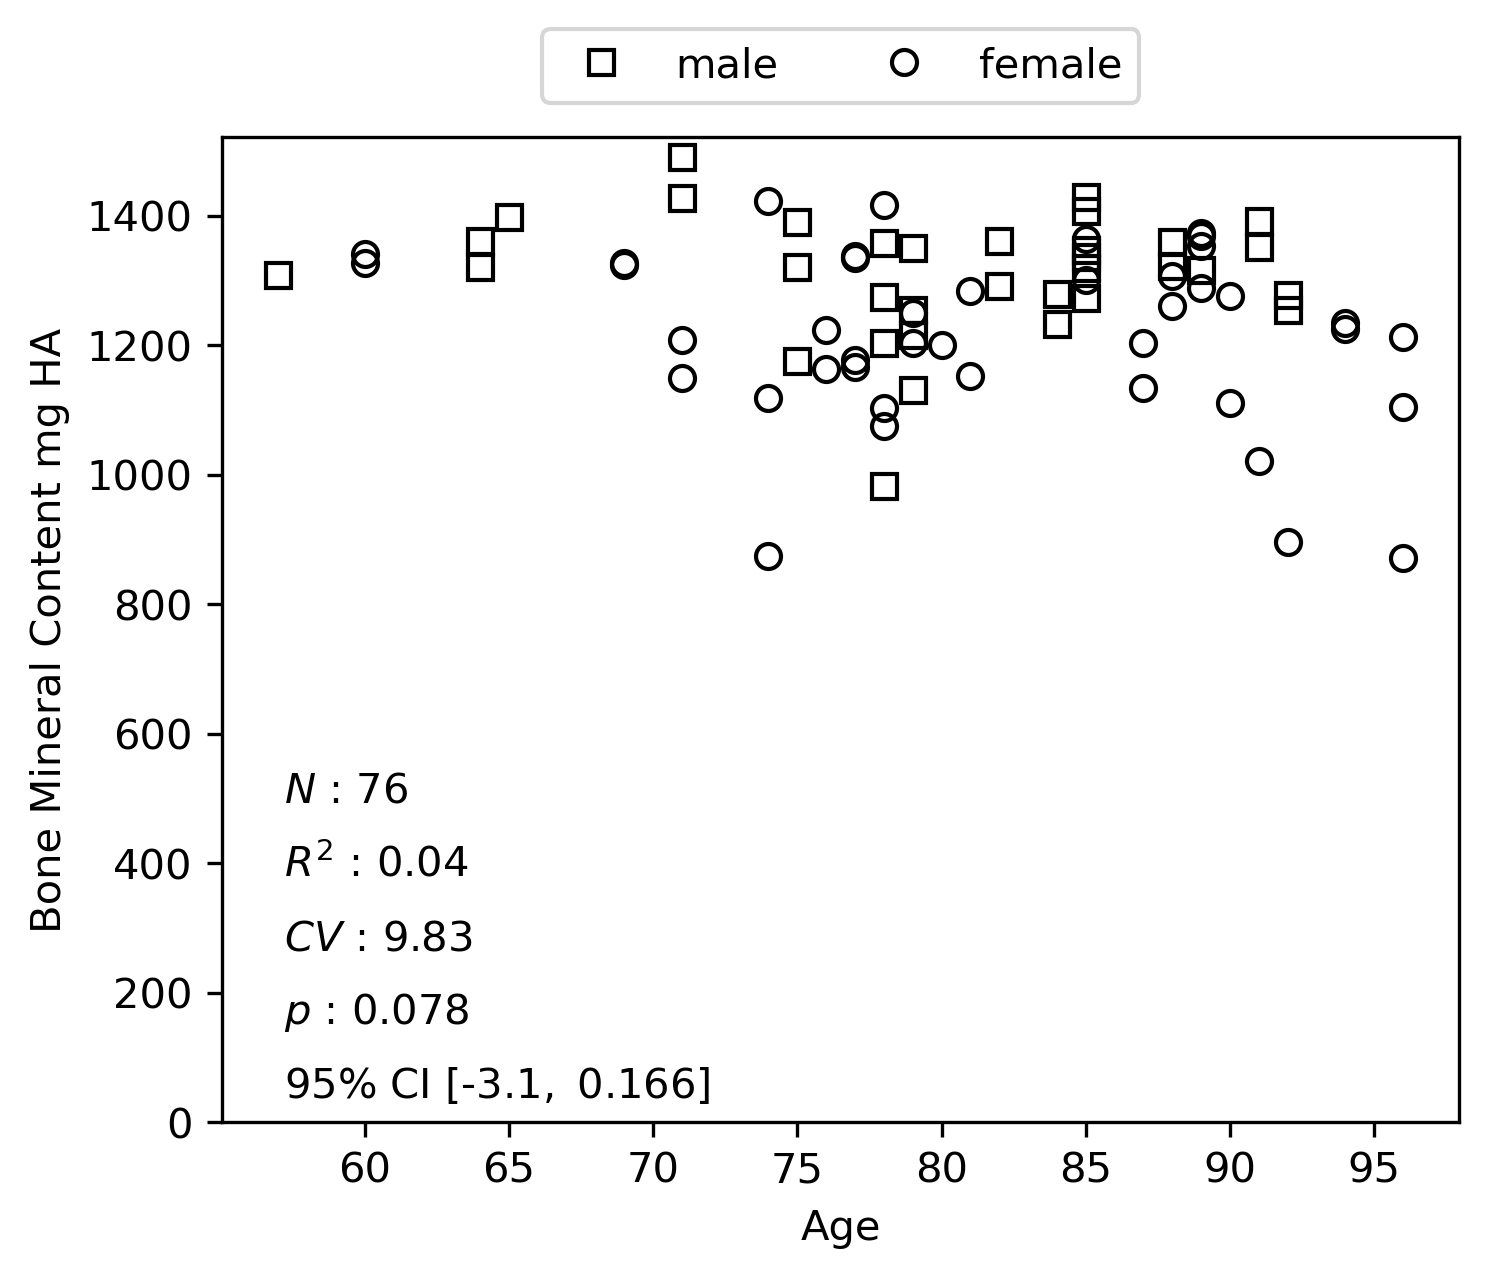 male female
Bone Mineral Content mg HA
1400
1200
1000
800
600
400
200
0
N : 76
R² : 0.04
CV : 9.83
p : 0.078
95% CI [-3.1, 0.166]
60 65 70 75 80 85 90 95
Age